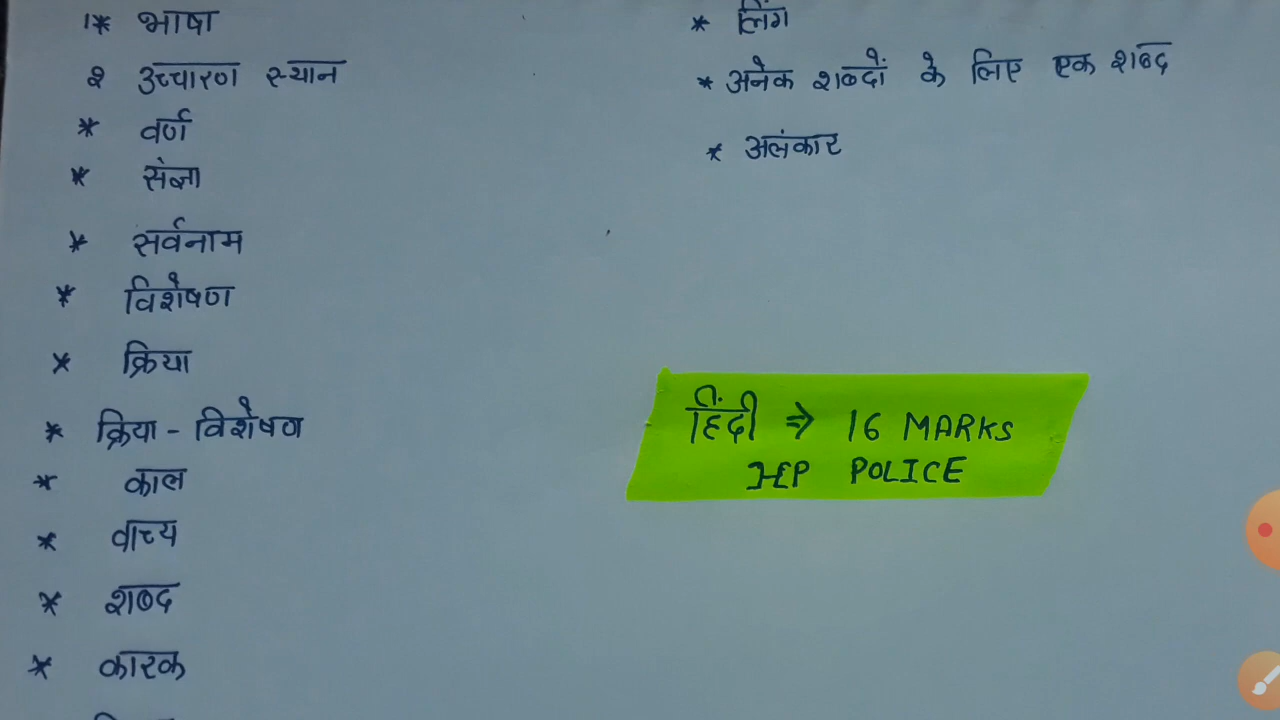 1* भाषा
२ उच्चारण स्थान
* वर्ण
* संज्ञा
* सर्वनाम
* विशेषण
* क्रिया
* क्रिया - विशेषण
* काल
* वाच्य
* शब्द
* कारक
* लिंग
* अनेक शब्दों के लिए एक शब्द
* अलंकार
हिंदी ⇒ 16 MARKS
HP POLICE